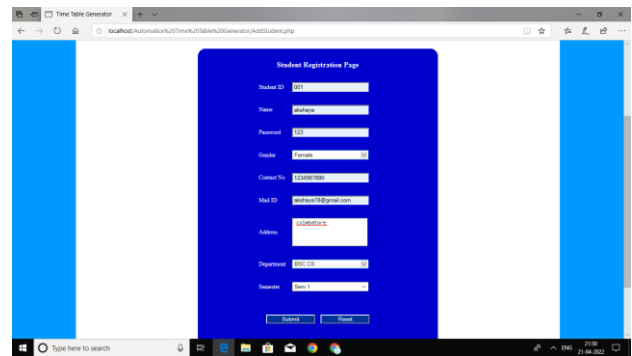 Time Table Generator
localhost/Automatice%20Time%20Table%20Generator/AddStudent.php
Student Registration Page
Student ID 001
Name akshaya
Password 123
Gender Female
Contact No 1234567890
Mail ID akshaya18@gmail.com
Address coimbatore
Department BSC CS
Semester Sem 1
Submit Reset
Type here to search
ENG
21:50
21-04-2022